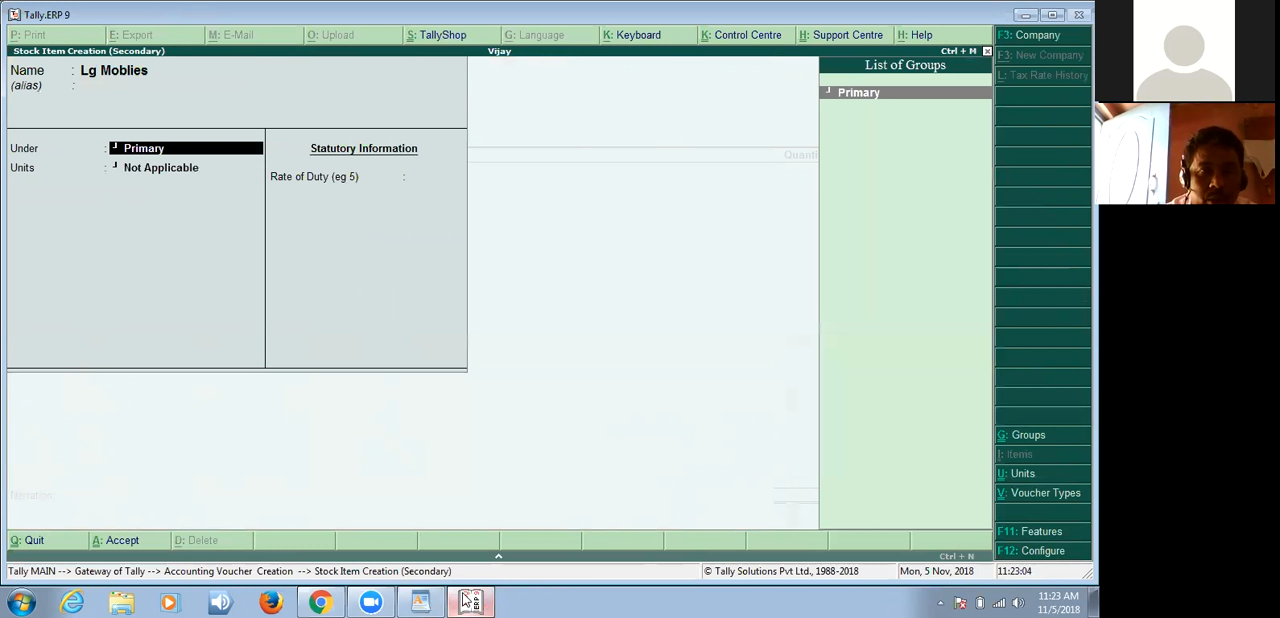 Tally.ERP 9
P: Print E: Export M: E-Mail O: Upload S: TallyShop G: Language K: Keyboard K: Control Centre H: Support Centre H: Help
F3: Company
Stock Item Creation (Secondary) Vijay Ctrl + M
F3: New Company
Name : Lg Moblies
List of Groups
L: Tax Rate History
(alias) :
Primary
Under : Primary
Statutory Information
Quanti
Units : Not Applicable
Rate of Duty (eg 5) :
G: Groups
I: Items
U: Units
Narration:
V: Voucher Types
F11: Features
Q: Quit A: Accept D: Delete
F12: Configure
Ctrl + N
Tally MAIN --> Gateway of Tally --> Accounting Voucher Creation --> Stock Item Creation (Secondary) © Tally Solutions Pvt Ltd., 1988-2018 Mon, 5 Nov, 2018 11:23:04
11:23 AM
11/5/2018